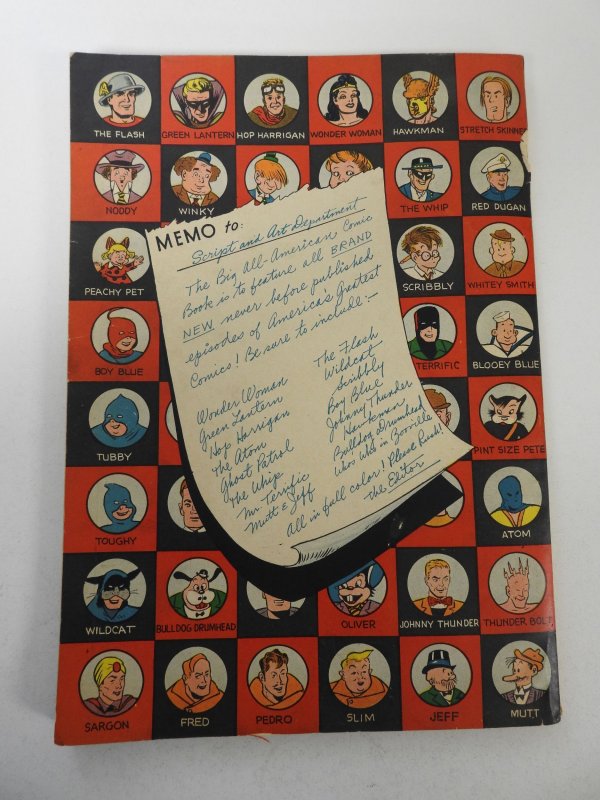 THE FLASH GREEN LANTERN HOP HARRIGAN WONDER WOMAN HAWKMAN STRETCH SKINNER
NOODY WINKY THE WHIP RED DUGAN
MEMO to:
Script and Art Department
The Big All-American Comic
Book is to feature all BRAND
NEW never before published
episodes of America's Greatest
Comics! Be sure to include:-
Wonder Woman
Green Lantern
Hop Harrigan
The Atom
Ghost Patrol
The Whip
Mr. Terrific
Mutt & Jeff
The Flash
Wildcat
Scribbly
Boy Blue
Johnny Thunder
Hawkman
Bulldog Drumhead
Who's Who in Zooville
All in full color! Please Rush!
The Editor
PEACHY PET SCRIBBLY WHITEY SMITH
BOY BLUE TERRIFIC BLOOEY BLUE
TUBBY PINT SIZE PETE
TOUGHY ATOM
WILDCAT BULLDOG DRUMHEAD OLIVER JOHNNY THUNDER THUNDER BOLT
SARGON FRED PEDRO SLIM JEFF MUTT